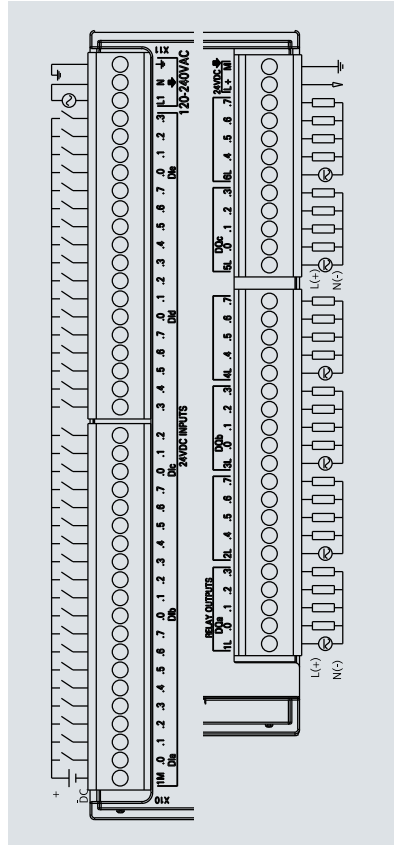 +
DC
X10 1M .0 .1 .2 .3 .4 .5 .6 .7 .0 .1 .2 .3 .4 .5 .6 .7 .0 .1 .2 .3 .4 .5 .6 .7 .0 .1 .2 .3 .4 .5 .6 .7 .0 .1 .2 .3 L1 N X11
DIa DIb DIc DId DIe
24VDC INPUTS 120-240VAC
RELAY OUTPUTS 24VDC
DQa DQb DQc
1L .0 .1 .2 .3 2L .4 .5 .6 .7 3L .0 .1 .2 .3 4L .4 .5 .6 .7 5L .0 .1 .2 .3 6L .4 .5 .6 .7 L+ M
L(+) L(+)
N(-) N(-)